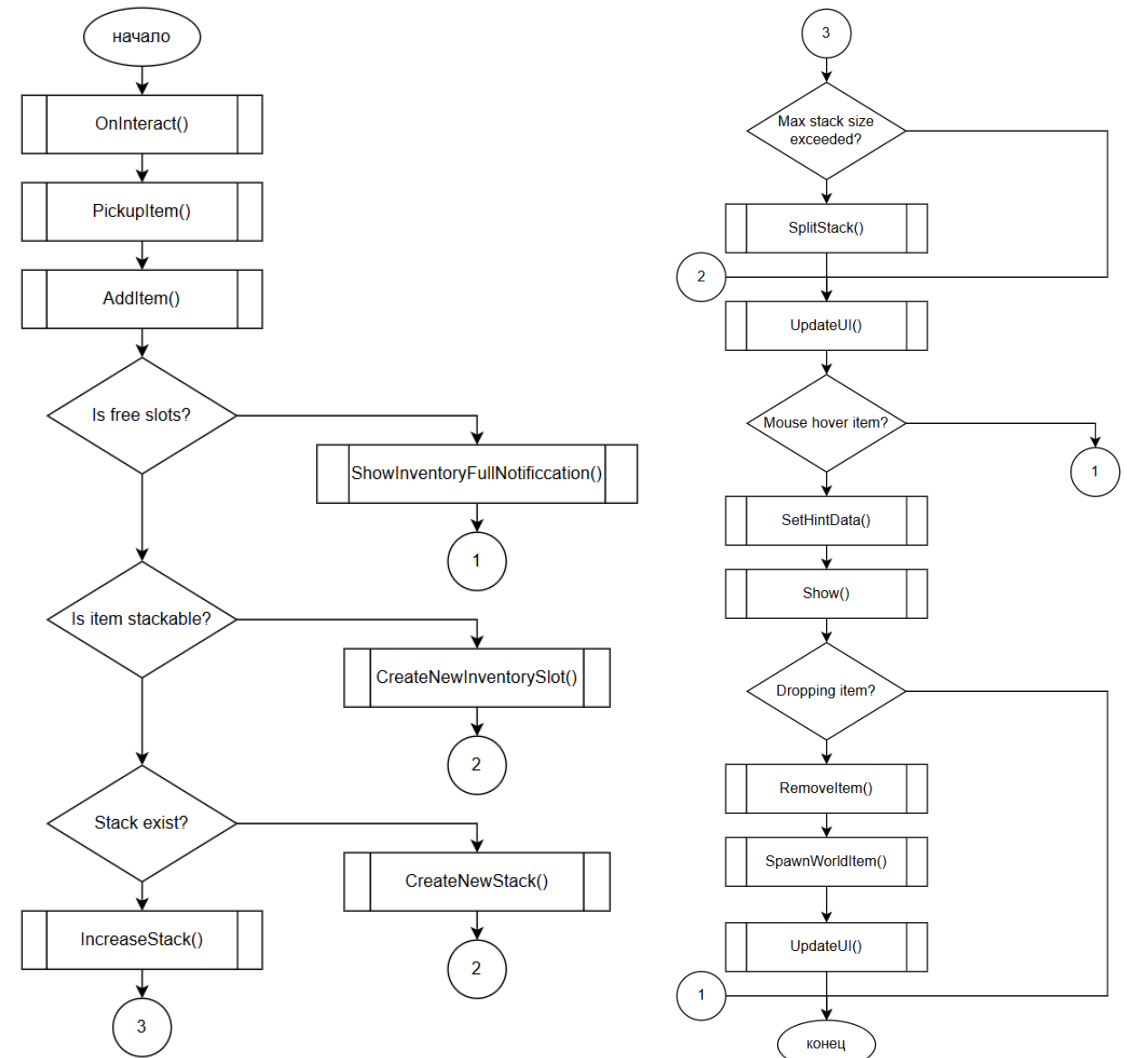 начало
OnInteract()
PickupItem()
AddItem()
Is free slots?
ShowInventoryFullNotificcation()
1
Is item stackable?
CreateNewInventorySlot()
2
Stack exist?
CreateNewStack()
2
IncreaseStack()
3
3
Max stack size
exceeded?
SplitStack()
2
UpdateUI()
Mouse hover item?
1
SetHintData()
Show()
Dropping item?
RemoveItem()
SpawnWorldItem()
UpdateUI()
1
конец